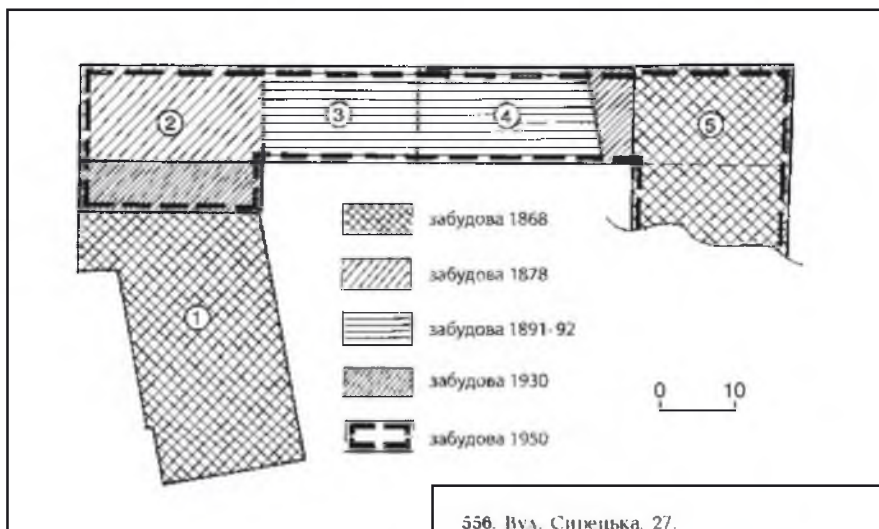 2
3
4
5
1
забудова 1868
забудова 1878
забудова 1891-92
забудова 1930
забудова 1950
0 10
556. Вул. Сирецька, 27.